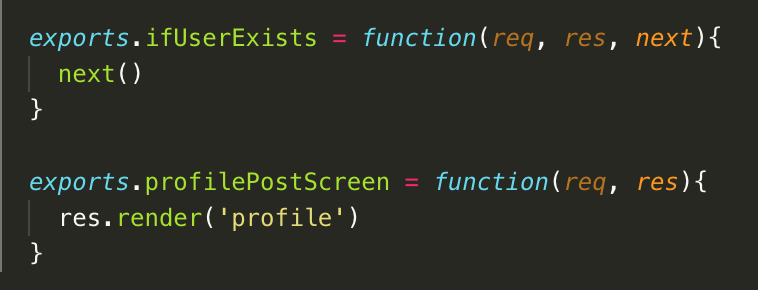 exports.ifUserExists = function(req, res, next){
  next()
}

exports.profilePostScreen = function(req, res){
  res.render('profile')
}